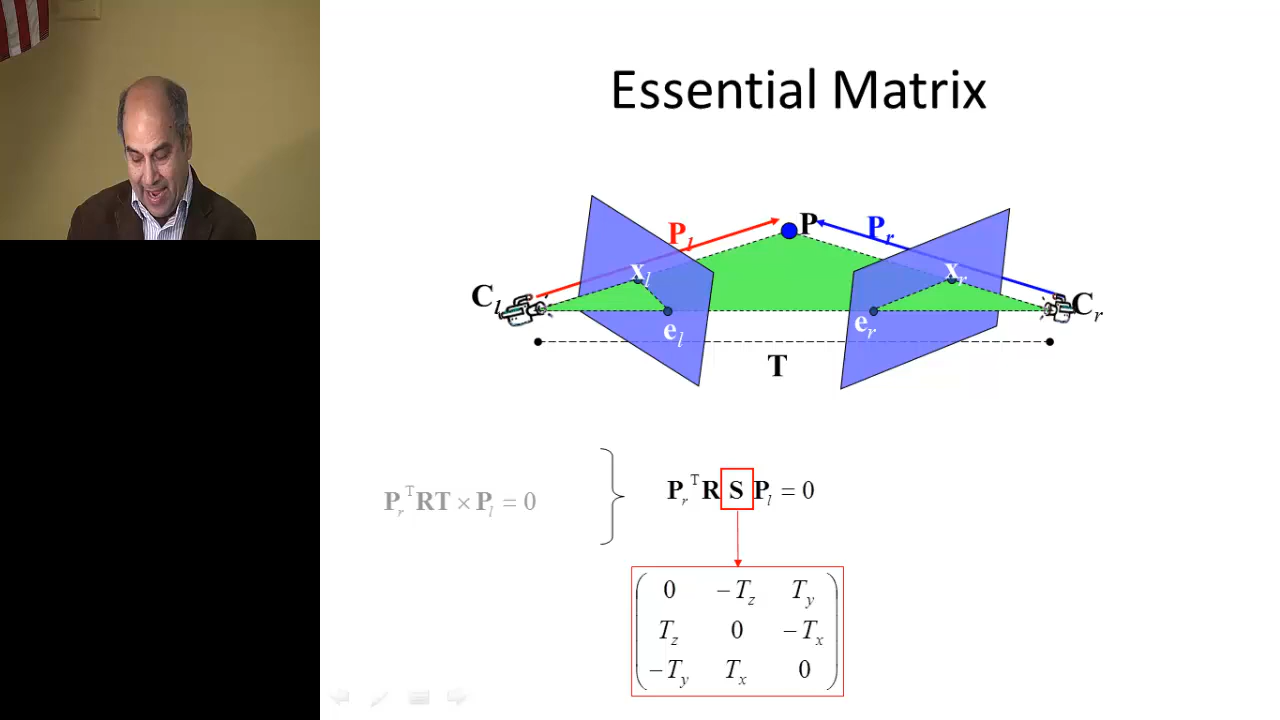 Essential Matrix
P
P_l
P_r
x_l
x_r
C_l
C_r
e_l
e_r
T
P_r^T RT × P_l = 0
P_r^T R S P_l = 0
0 −T_z T_y
T_z 0 −T_x
−T_y T_x 0